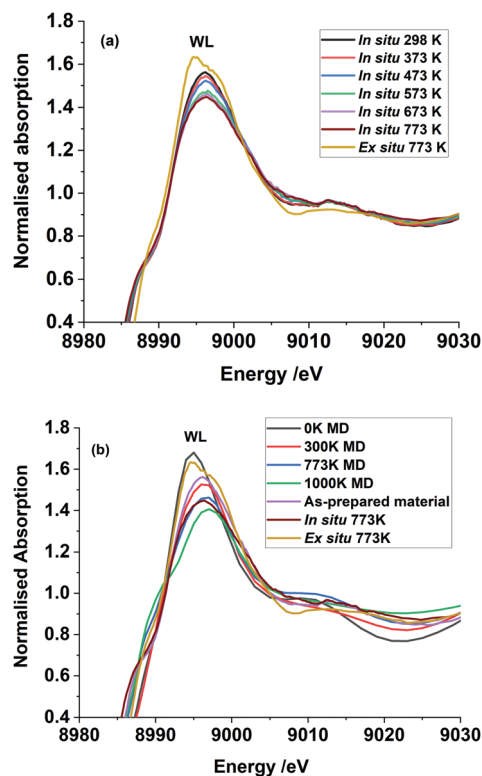 (a)
WL
In situ 298 K
In situ 373 K
In situ 473 K
In situ 573 K
In situ 673 K
In situ 773 K
Ex situ 773 K
Normalised absorption
1.8
1.6
1.4
1.2
1.0
0.8
0.6
0.4
8980 8990 9000 9010 9020 9030
Energy /eV
(b)
WL
0K MD
300K MD
773K MD
1000K MD
As-prepared material
In situ 773K
Ex situ 773K
Normalised Absorption
1.8
1.6
1.4
1.2
1.0
0.8
0.6
0.4
8980 8990 9000 9010 9020 9030
Energy /eV